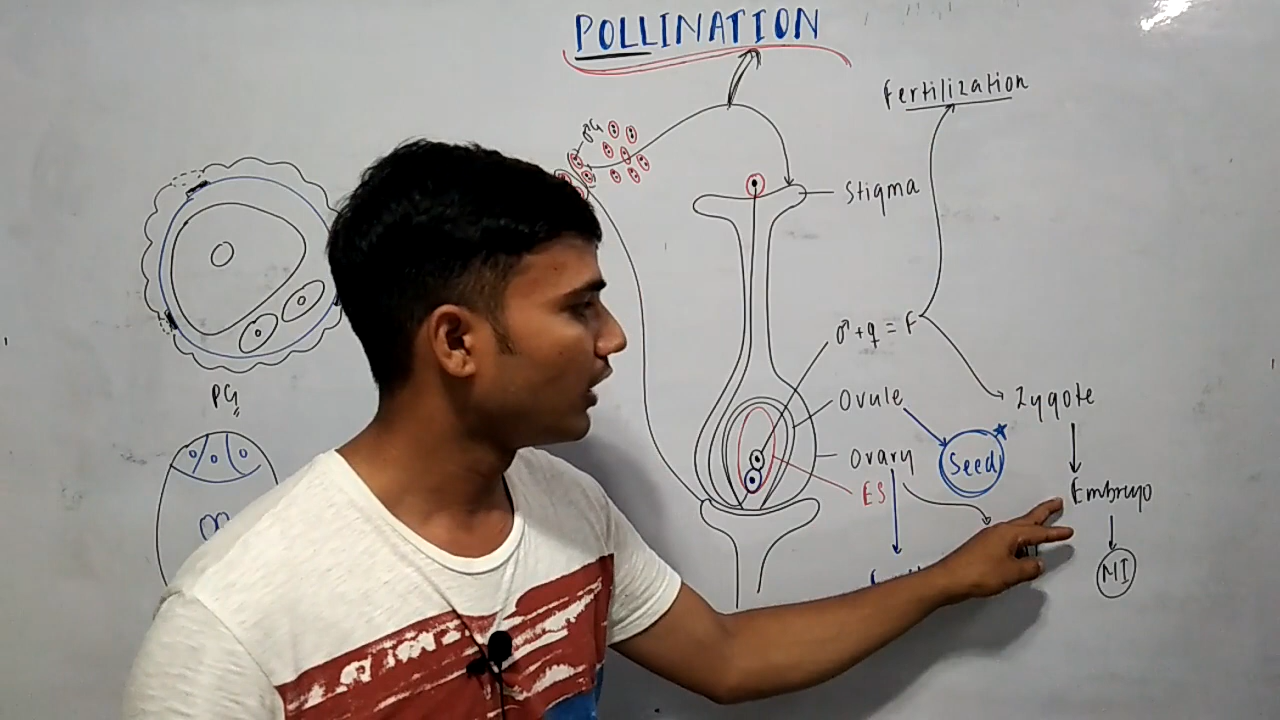 POLLINATION
Fertilization
PG
Stigma
♂+♀ = F
PG
Ovule
Zygote
Ovary
Seed
ES
Embryo
MI